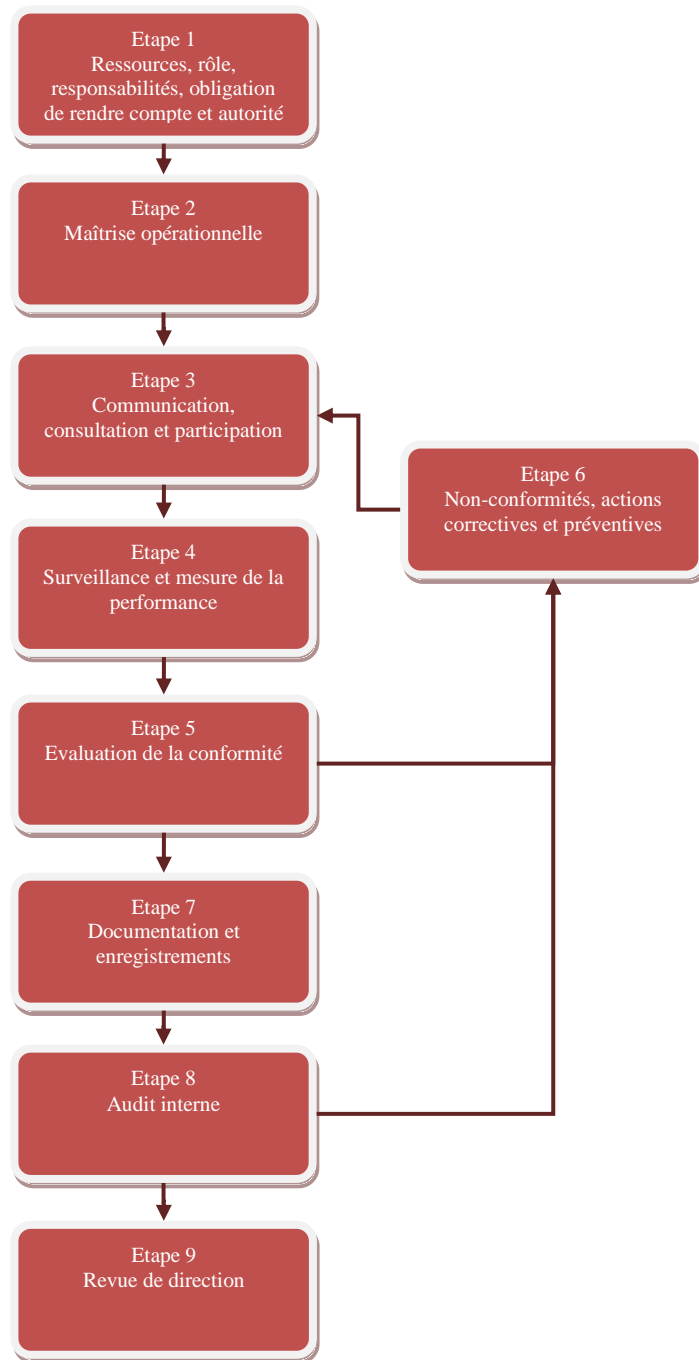 Etape 1
Ressources, rôle,
responsabilités, obligation
de rendre compte et autorité
Etape 2
Maîtrise opérationnelle
Etape 3
Communication,
consultation et participation
Etape 6
Non-conformités, actions
correctives et préventives
Etape 4
Surveillance et mesure de la
performance
Etape 5
Evaluation de la conformité
Etape 7
Documentation et
enregistrements
Etape 8
Audit interne
Etape 9
Revue de direction